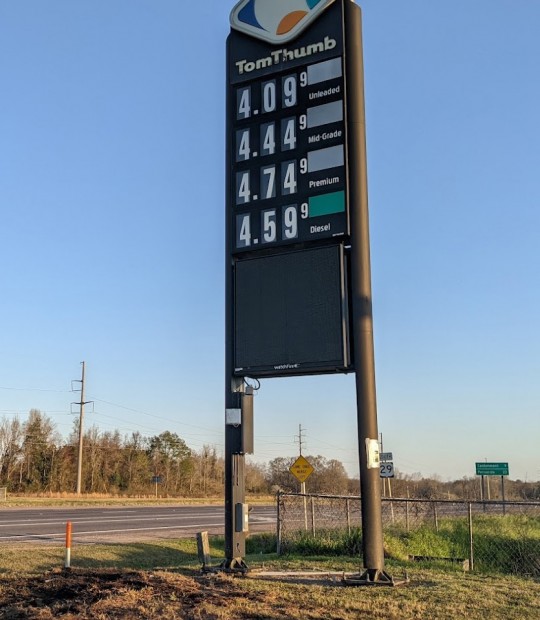 TomThumb
4.09 9
Unleaded
4.44 9
Mid-Grade
4.74 9
Premium
4.59 9
Diesel
29